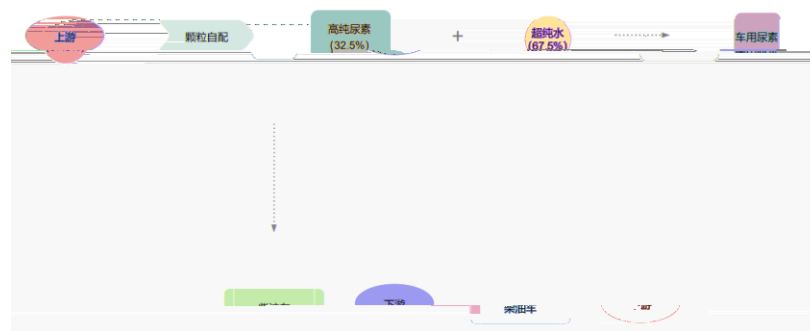 上游
颗粒自配
高纯尿素
(32.5%)
+
超纯水
(67.5%)
车用尿素
下游
柴油车